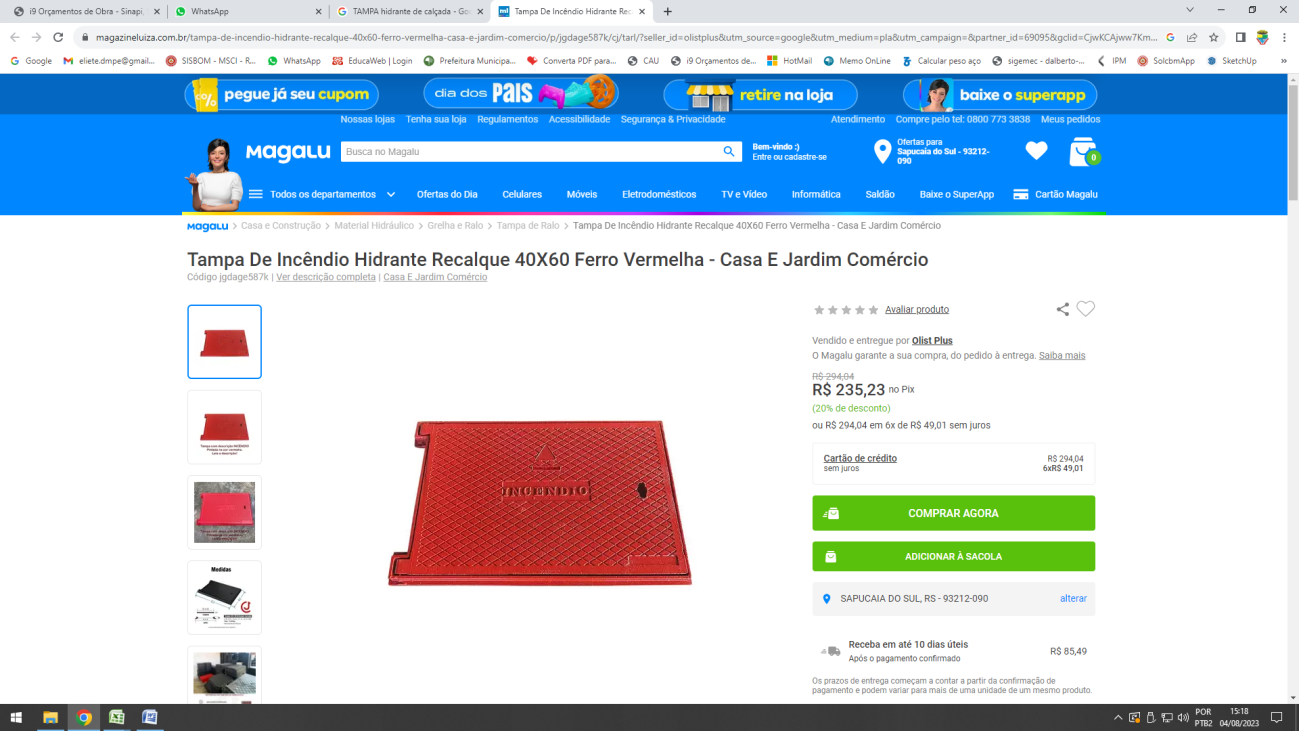 i9 Orçamentos de Obra - Sinapi,
WhatsApp
TAMPA hidrante de calçada - Goo
Tampa De Incêndio Hidrante Rec
magazineluiza.com.br/tampa-de-incendio-hidrante-recalque-40x60-ferro-vermelha-casa-e-jardim-comercio/p/jgdage587k/cj/tarl/?seller_id=olistplus&utm_source=google&utm_medium=pla&utm_campaign=&partner_id=69095&gclid=CjwKCAjww7Km...
Google
eliete.dmpe@gmail...
SISBOM - MSCI - R...
WhatsApp
EducaWeb | Login
Prefeitura Municipa...
Converta PDF para...
CAU
i9 Orçamentos de...
HotMail
Memo OnLine
Calcular peso aço
sigemec - dalberto-...
IPM
SolcbmApp
SketchUp
pegue já seu cupom
dia dos PAIS
retire na loja
baixe o superapp
Nossas lojas
Tenha sua loja
Regulamentos
Acessibilidade
Segurança & Privacidade
Atendimento
Compre pelo tel: 0800 773 3838
Meus pedidos
Magalu
Busca no Magalu
Bem-vindo :)
Entre ou cadastre-se
Ofertas para
Sapucaia do Sul - 93212-
090
0
Todos os departamentos
Ofertas do Dia
Celulares
Móveis
Eletrodomésticos
TV e Vídeo
Informática
Saldão
Baixe o SuperApp
Cartão Magalu
Magalu > Casa e Construção > Material Hidráulico > Grelha e Ralo > Tampa de Ralo > Tampa De Incêndio Hidrante Recalque 40X60 Ferro Vermelha - Casa E Jardim Comércio
Tampa De Incêndio Hidrante Recalque 40X60 Ferro Vermelha - Casa E Jardim Comércio
Código jgdage587k | Ver descrição completa | Casa E Jardim Comércio
Medidas
INCENDIO
Avaliar produto
Vendido e entregue por Olist Plus
O Magalu garante a sua compra, do pedido à entrega. Saiba mais
R$ 294,04
R$ 235,23 no Pix
(20% de desconto)
ou R$ 294,04 em 6x de R$ 49,01 sem juros
Cartão de crédito
sem juros
R$ 294,04
6xR$ 49,01
COMPRAR AGORA
ADICIONAR À SACOLA
SAPUCAIA DO SUL, RS - 93212-090
alterar
Receba em até 10 dias úteis
Após o pagamento confirmado
R$ 85,49
Os prazos de entrega começam a contar a partir da confirmação de
pagamento e podem variar para mais de uma unidade de um mesmo produto.
POR
PTB2
15:18
04/08/2023